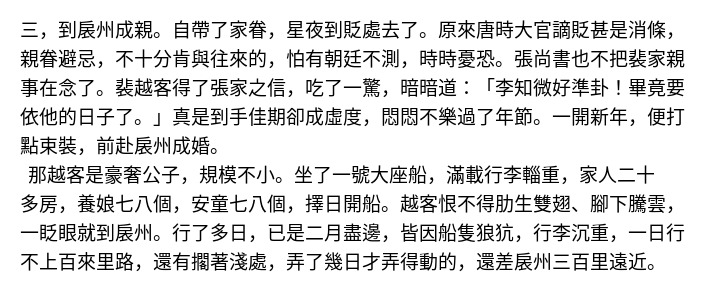 三，到扆州成親。自帶了家眷，星夜到貶處去了。原來唐時大官謫貶甚是消條，
親眷避忌，不十分肯與往來的，怕有朝廷不測，時時憂恐。張尚書也不把裴家親
事在念了。裴越客得了張家之信，吃了一驚，暗暗道：「李知微好準卦！畢竟要
依他的日子了。」真是到手佳期卻成虛度，悶悶不樂過了年節。一開新年，便打
點束裝，前赴扆州成婚。
那越客是豪奢公子，規模不小。坐了一號大座船，滿載行李輜重，家人二十
多房，養娘七八個，安童七八個，擇日開船。越客恨不得肋生雙翅、腳下騰雲，
一眨眼就到扆州。行了多日，已是二月盡邊，皆因船隻狼犺，行李沉重，一日行
不上百來里路，還有擱著淺處，弄了幾日才弄得動的，還差扆州三百里遠近。